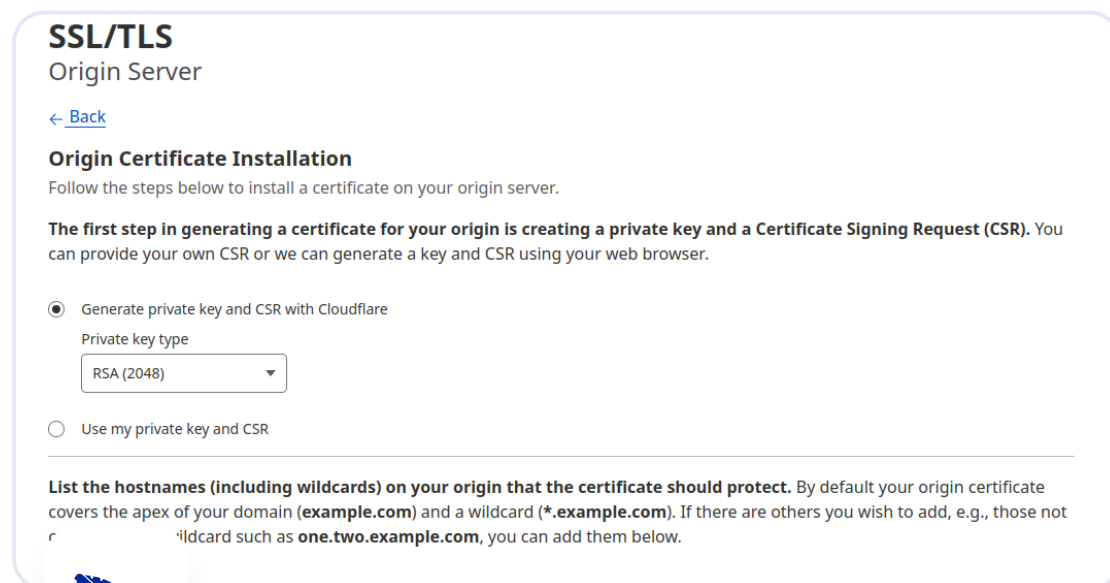 SSL/TLS
Origin Server
← Back
Origin Certificate Installation
Follow the steps below to install a certificate on your origin server.
The first step in generating a certificate for your origin is creating a private key and a Certificate Signing Request (CSR). You
can provide your own CSR or we can generate a key and CSR using your web browser.
Generate private key and CSR with Cloudflare
Private key type
RSA (2048)
Use my private key and CSR
List the hostnames (including wildcards) on your origin that the certificate should protect. By default your origin certificate
covers the apex of your domain (example.com) and a wildcard (*.example.com). If there are others you wish to add, e.g., those not
such as one.two.example.com, you can add them below.